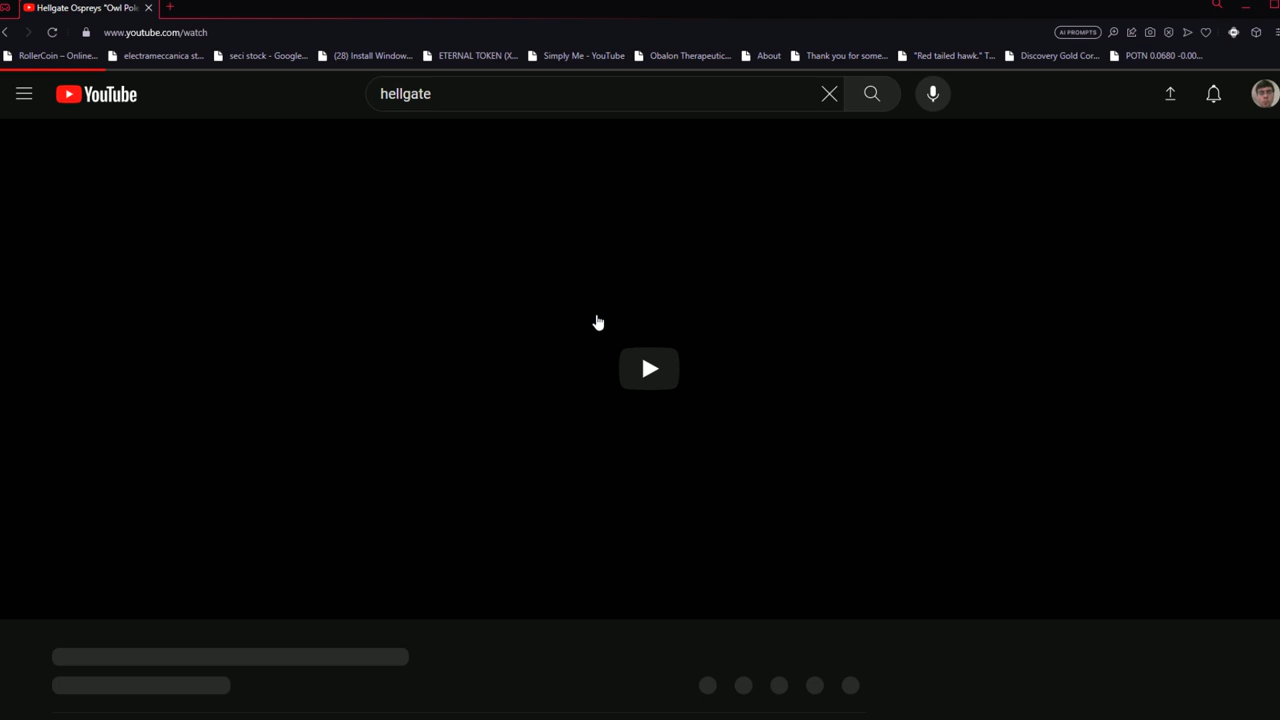 Hellgate Ospreys "Owl Pole
www.youtube.com/watch
AI PROMPTS
RollerCoin – Online...
electrameccanica st...
seci stock - Google...
(28) Install Window...
ETERNAL TOKEN (X...
Simply Me - YouTube
Obalon Therapeutic...
About
Thank you for some...
"Red tailed hawk." T...
Discovery Gold Cor...
POTN 0.0680 -0.00...
YouTube
hellgate